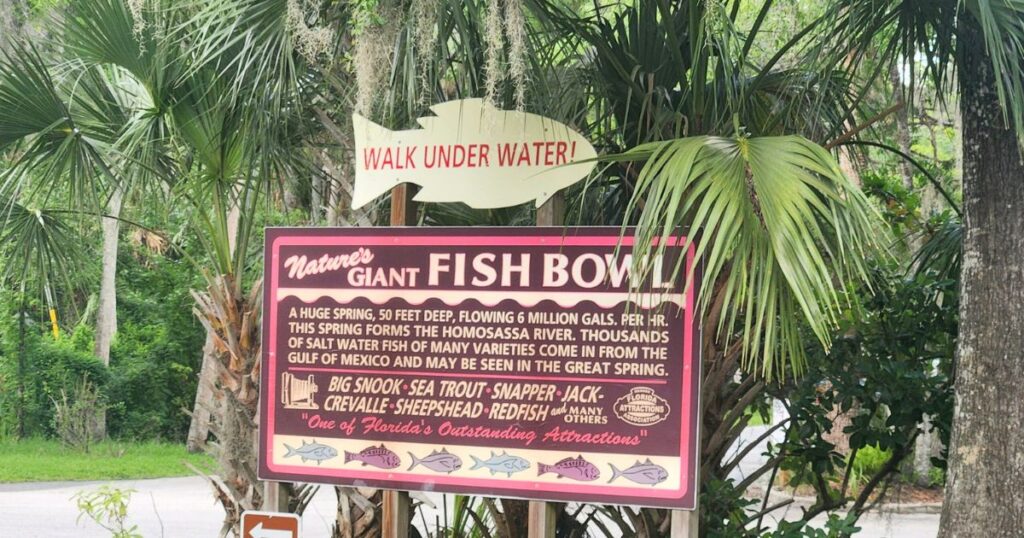 WALK UNDER WATER!
Nature's
GIANT FISH BOWL
A HUGE SPRING, 50 FEET DEEP, FLOWING 6 MILLION GALS. PER HR.
THIS SPRING FORMS THE HOMOSASSA RIVER. THOUSANDS
OF SALT WATER FISH OF MANY VARIETIES COME IN FROM THE
GULF OF MEXICO AND MAY BE SEEN IN THE GREAT SPRING.
BIG SNOOK • SEA TROUT • SNAPPER • JACK-
CREVALLE • SHEEPSHEAD • REDFISH and MANY
OTHERS
FLORIDA
ATTRACTIONS
ASSOCIATION
"One of Florida's Outstanding Attractions"